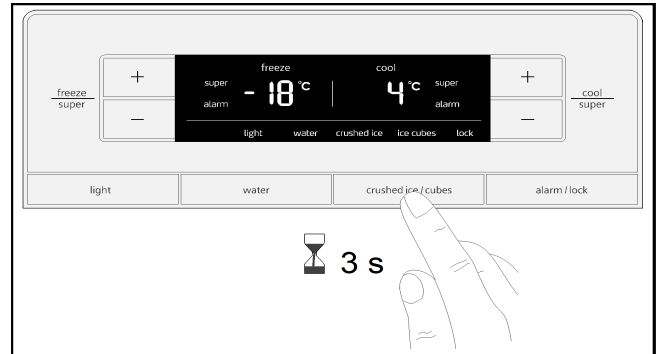 freeze
cool
super
- 18 °C
4 °C
super
alarm
alarm
light water crushed ice ice cubes lock
freeze
super
+
−
+
−
cool
super
light
water
crushed ice / cubes
alarm / lock
3 s